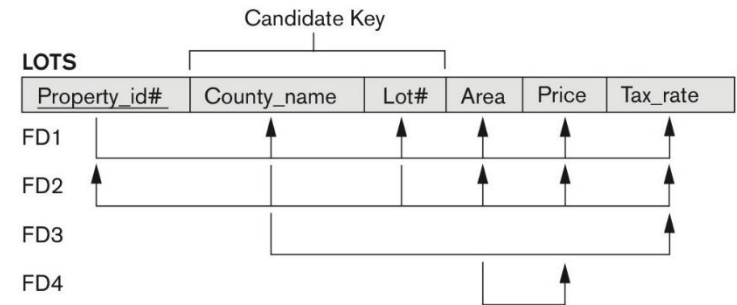 Candidate Key
LOTS
Property_id# County_name Lot# Area Price Tax_rate
FD1
FD2
FD3
FD4